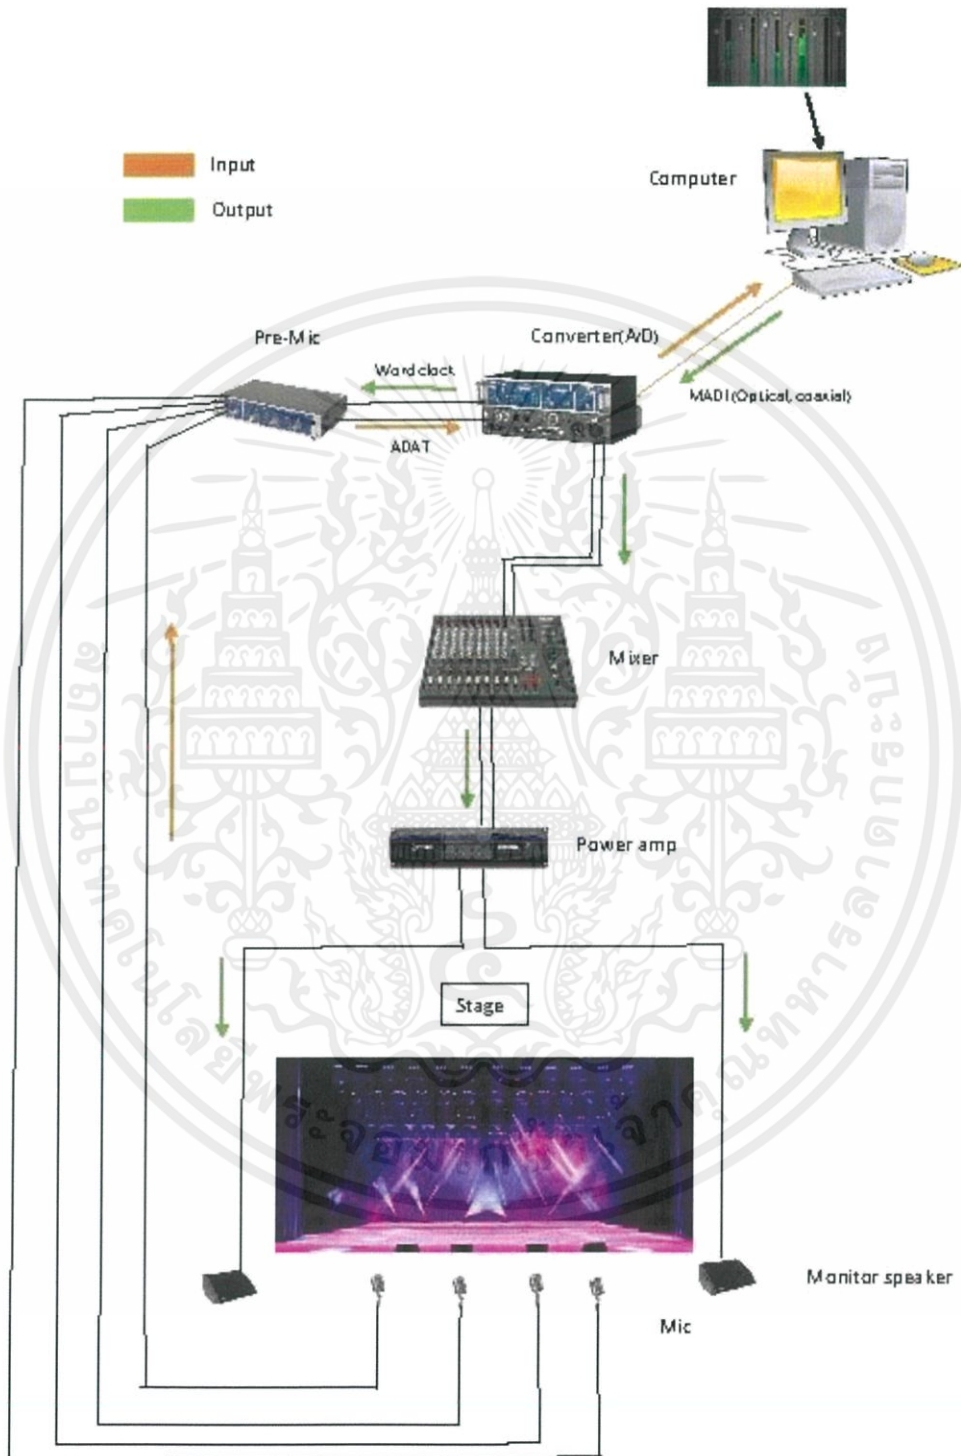 Input
Output
Computer
Pre-Mic
Converter(A/D)
Word clock
MADI(Optical, coaxial)
ADAT
Mixer
Power amp
Stage
Monitor speaker
Mic